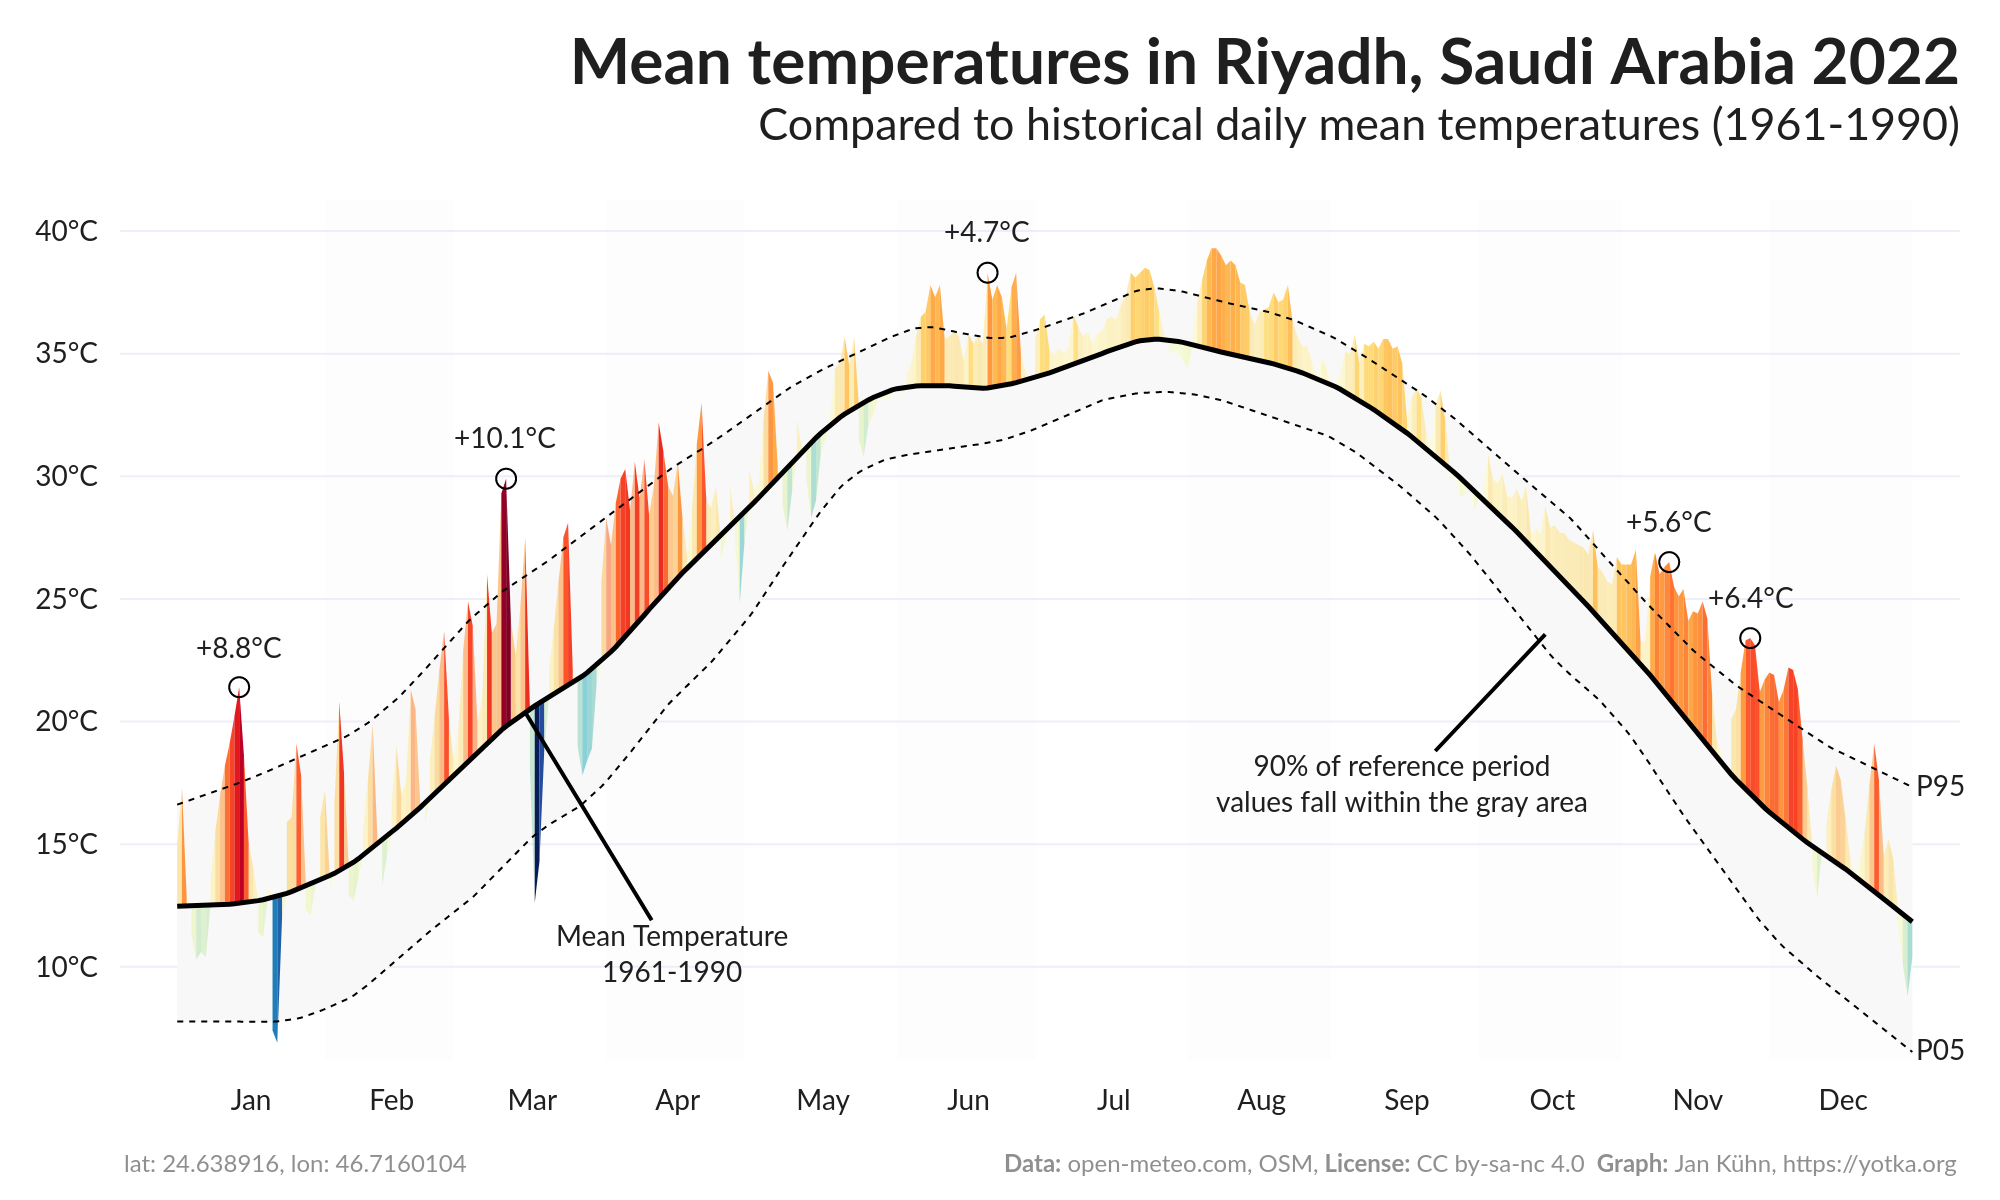 Mean temperatures in Riyadh, Saudi Arabia 2022
Compared to historical daily mean temperatures (1961-1990)
40°C
+4.7°C
35°C
+10.1°C
30°C
+5.6°C
25°C
+6.4°C
+8.8°C
20°C
90% of reference period
values fall within the gray area
P95
15°C
Mean Temperature
1961-1990
10°C
P05
Jan Feb Mar Apr May Jun Jul Aug Sep Oct Nov Dec
lat: 24.638916, lon: 46.7160104
Data: open-meteo.com, OSM, License: CC by-sa-nc 4.0 Graph: Jan Kühn, https://yotka.org